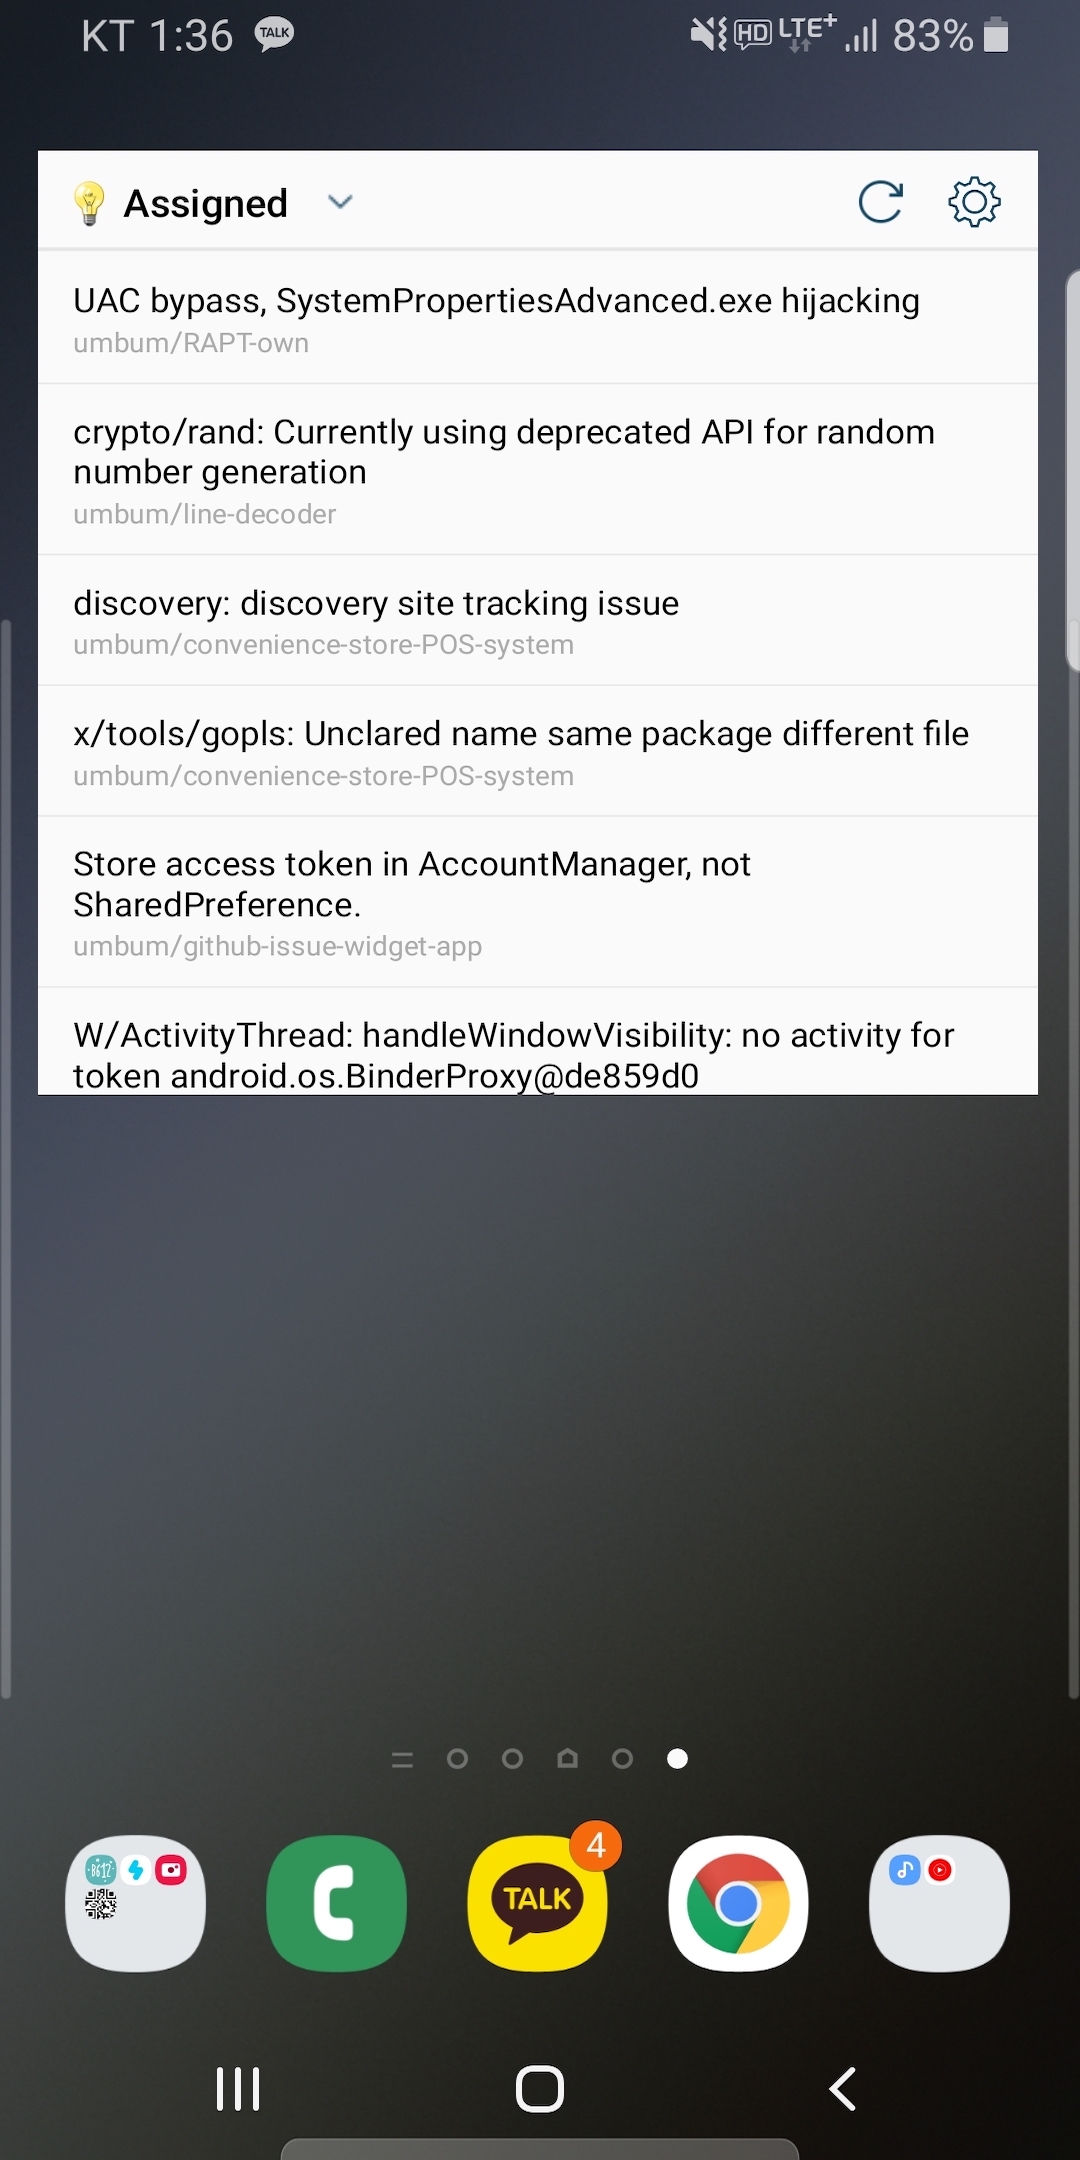 KT 1:36 TALK HD LTE+ 83%
Assigned
UAC bypass, SystemPropertiesAdvanced.exe hijacking
umbum/RAPT-own
crypto/rand: Currently using deprecated API for random
number generation
umbum/line-decoder
discovery: discovery site tracking issue
umbum/convenience-store-POS-system
x/tools/gopls: Unclared name same package different file
umbum/convenience-store-POS-system
Store access token in AccountManager, not
SharedPreference.
umbum/github-issue-widget-app
W/ActivityThread: handleWindowVisibility: no activity for
token android.os.BinderProxy@de859d0
4
B612
TALK